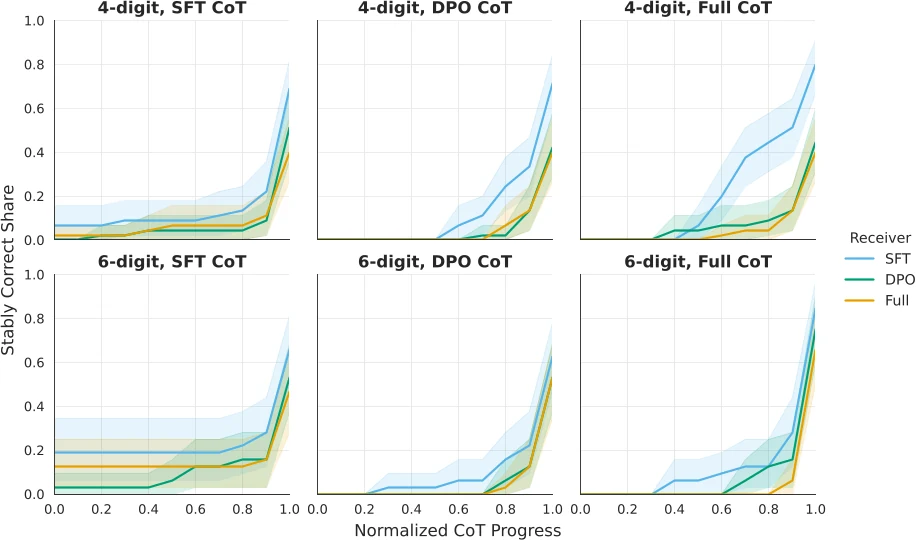 4-digit, SFT CoT
4-digit, DPO CoT
4-digit, Full CoT
1.0
0.8
0.6
0.4
0.2
0.0
6-digit, SFT CoT
6-digit, DPO CoT
6-digit, Full CoT
1.0
0.8
0.6
0.4
0.2
0.0
0.0 0.2 0.4 0.6 0.8 1.0
0.0 0.2 0.4 0.6 0.8 1.0
0.0 0.2 0.4 0.6 0.8 1.0
Stably Correct Share
Normalized CoT Progress
Receiver
SFT
DPO
Full